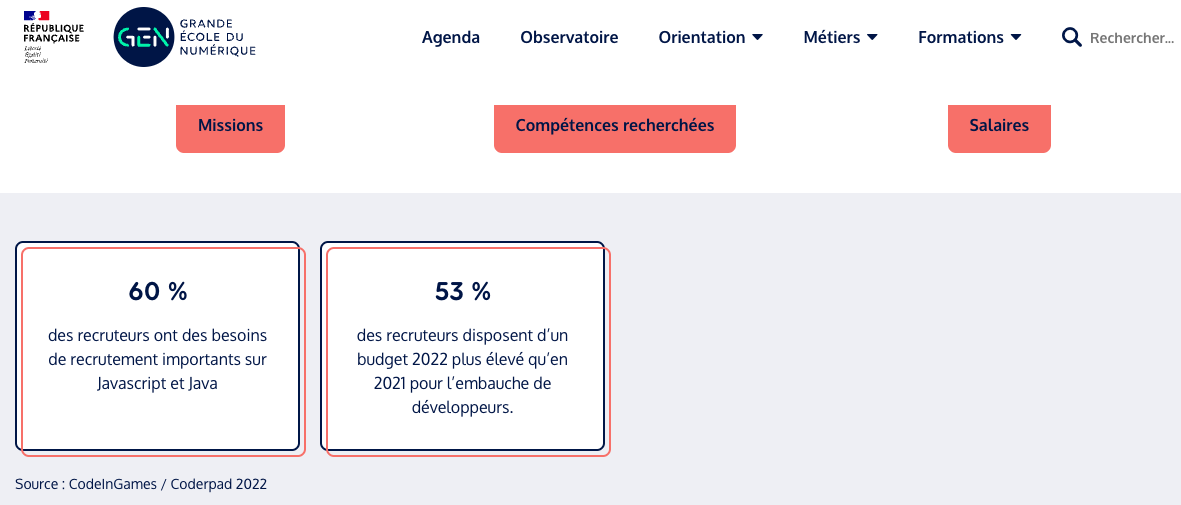 RÉPUBLIQUE
FRANÇAISE
Liberté
Égalité
Fraternité
GEN
GRANDE
ÉCOLE DU
NUMÉRIQUE
Agenda Observatoire Orientation Métiers Formations Rechercher...
Missions Compétences recherchées Salaires
60 %
des recruteurs ont des besoins
de recrutement importants sur
Javascript et Java
53 %
des recruteurs disposent d’un
budget 2022 plus élevé qu’en
2021 pour l’embauche de
développeurs.
Source : CodeInGames / Coderpad 2022